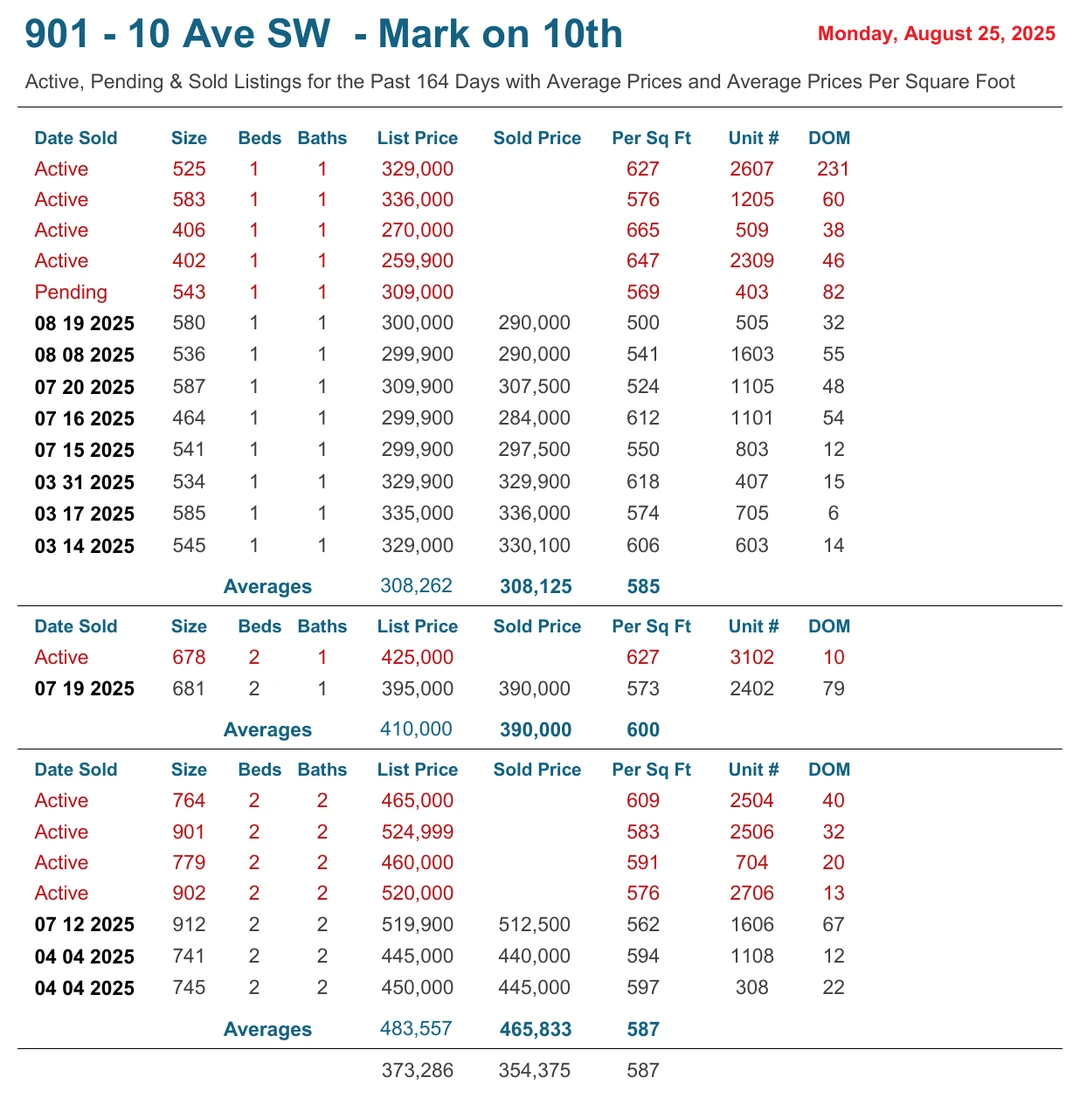 901 - 10 Ave SW - Mark on 10th Monday, August 25, 2025
Active, Pending & Sold Listings for the Past 164 Days with Average Prices and Average Prices Per Square Foot
Date Sold Size Beds Baths List Price Sold Price Per Sq Ft Unit # DOM
Active 525 1 1 329,000 627 2607 231
Active 583 1 1 336,000 576 1205 60
Active 406 1 1 270,000 665 509 38
Active 402 1 1 259,900 647 2309 46
Pending 543 1 1 309,000 569 403 82
08 19 2025 580 1 1 300,000 290,000 500 505 32
08 08 2025 536 1 1 299,900 290,000 541 1603 55
07 20 2025 587 1 1 309,900 307,500 524 1105 48
07 16 2025 464 1 1 299,900 284,000 612 1101 54
07 15 2025 541 1 1 299,900 297,500 550 803 12
03 31 2025 534 1 1 329,900 329,900 618 407 15
03 17 2025 585 1 1 335,000 336,000 574 705 6
03 14 2025 545 1 1 329,000 330,100 606 603 14
Averages 308,262 308,125 585
Date Sold Size Beds Baths List Price Sold Price Per Sq Ft Unit # DOM
Active 678 2 1 425,000 627 3102 10
07 19 2025 681 2 1 395,000 390,000 573 2402 79
Averages 410,000 390,000 600
Date Sold Size Beds Baths List Price Sold Price Per Sq Ft Unit # DOM
Active 764 2 2 465,000 609 2504 40
Active 901 2 2 524,999 583 2506 32
Active 779 2 2 460,000 591 704 20
Active 902 2 2 520,000 576 2706 13
07 12 2025 912 2 2 519,900 512,500 562 1606 67
04 04 2025 741 2 2 445,000 440,000 594 1108 12
04 04 2025 745 2 2 450,000 445,000 597 308 22
Averages 483,557 465,833 587
373,286 354,375 587